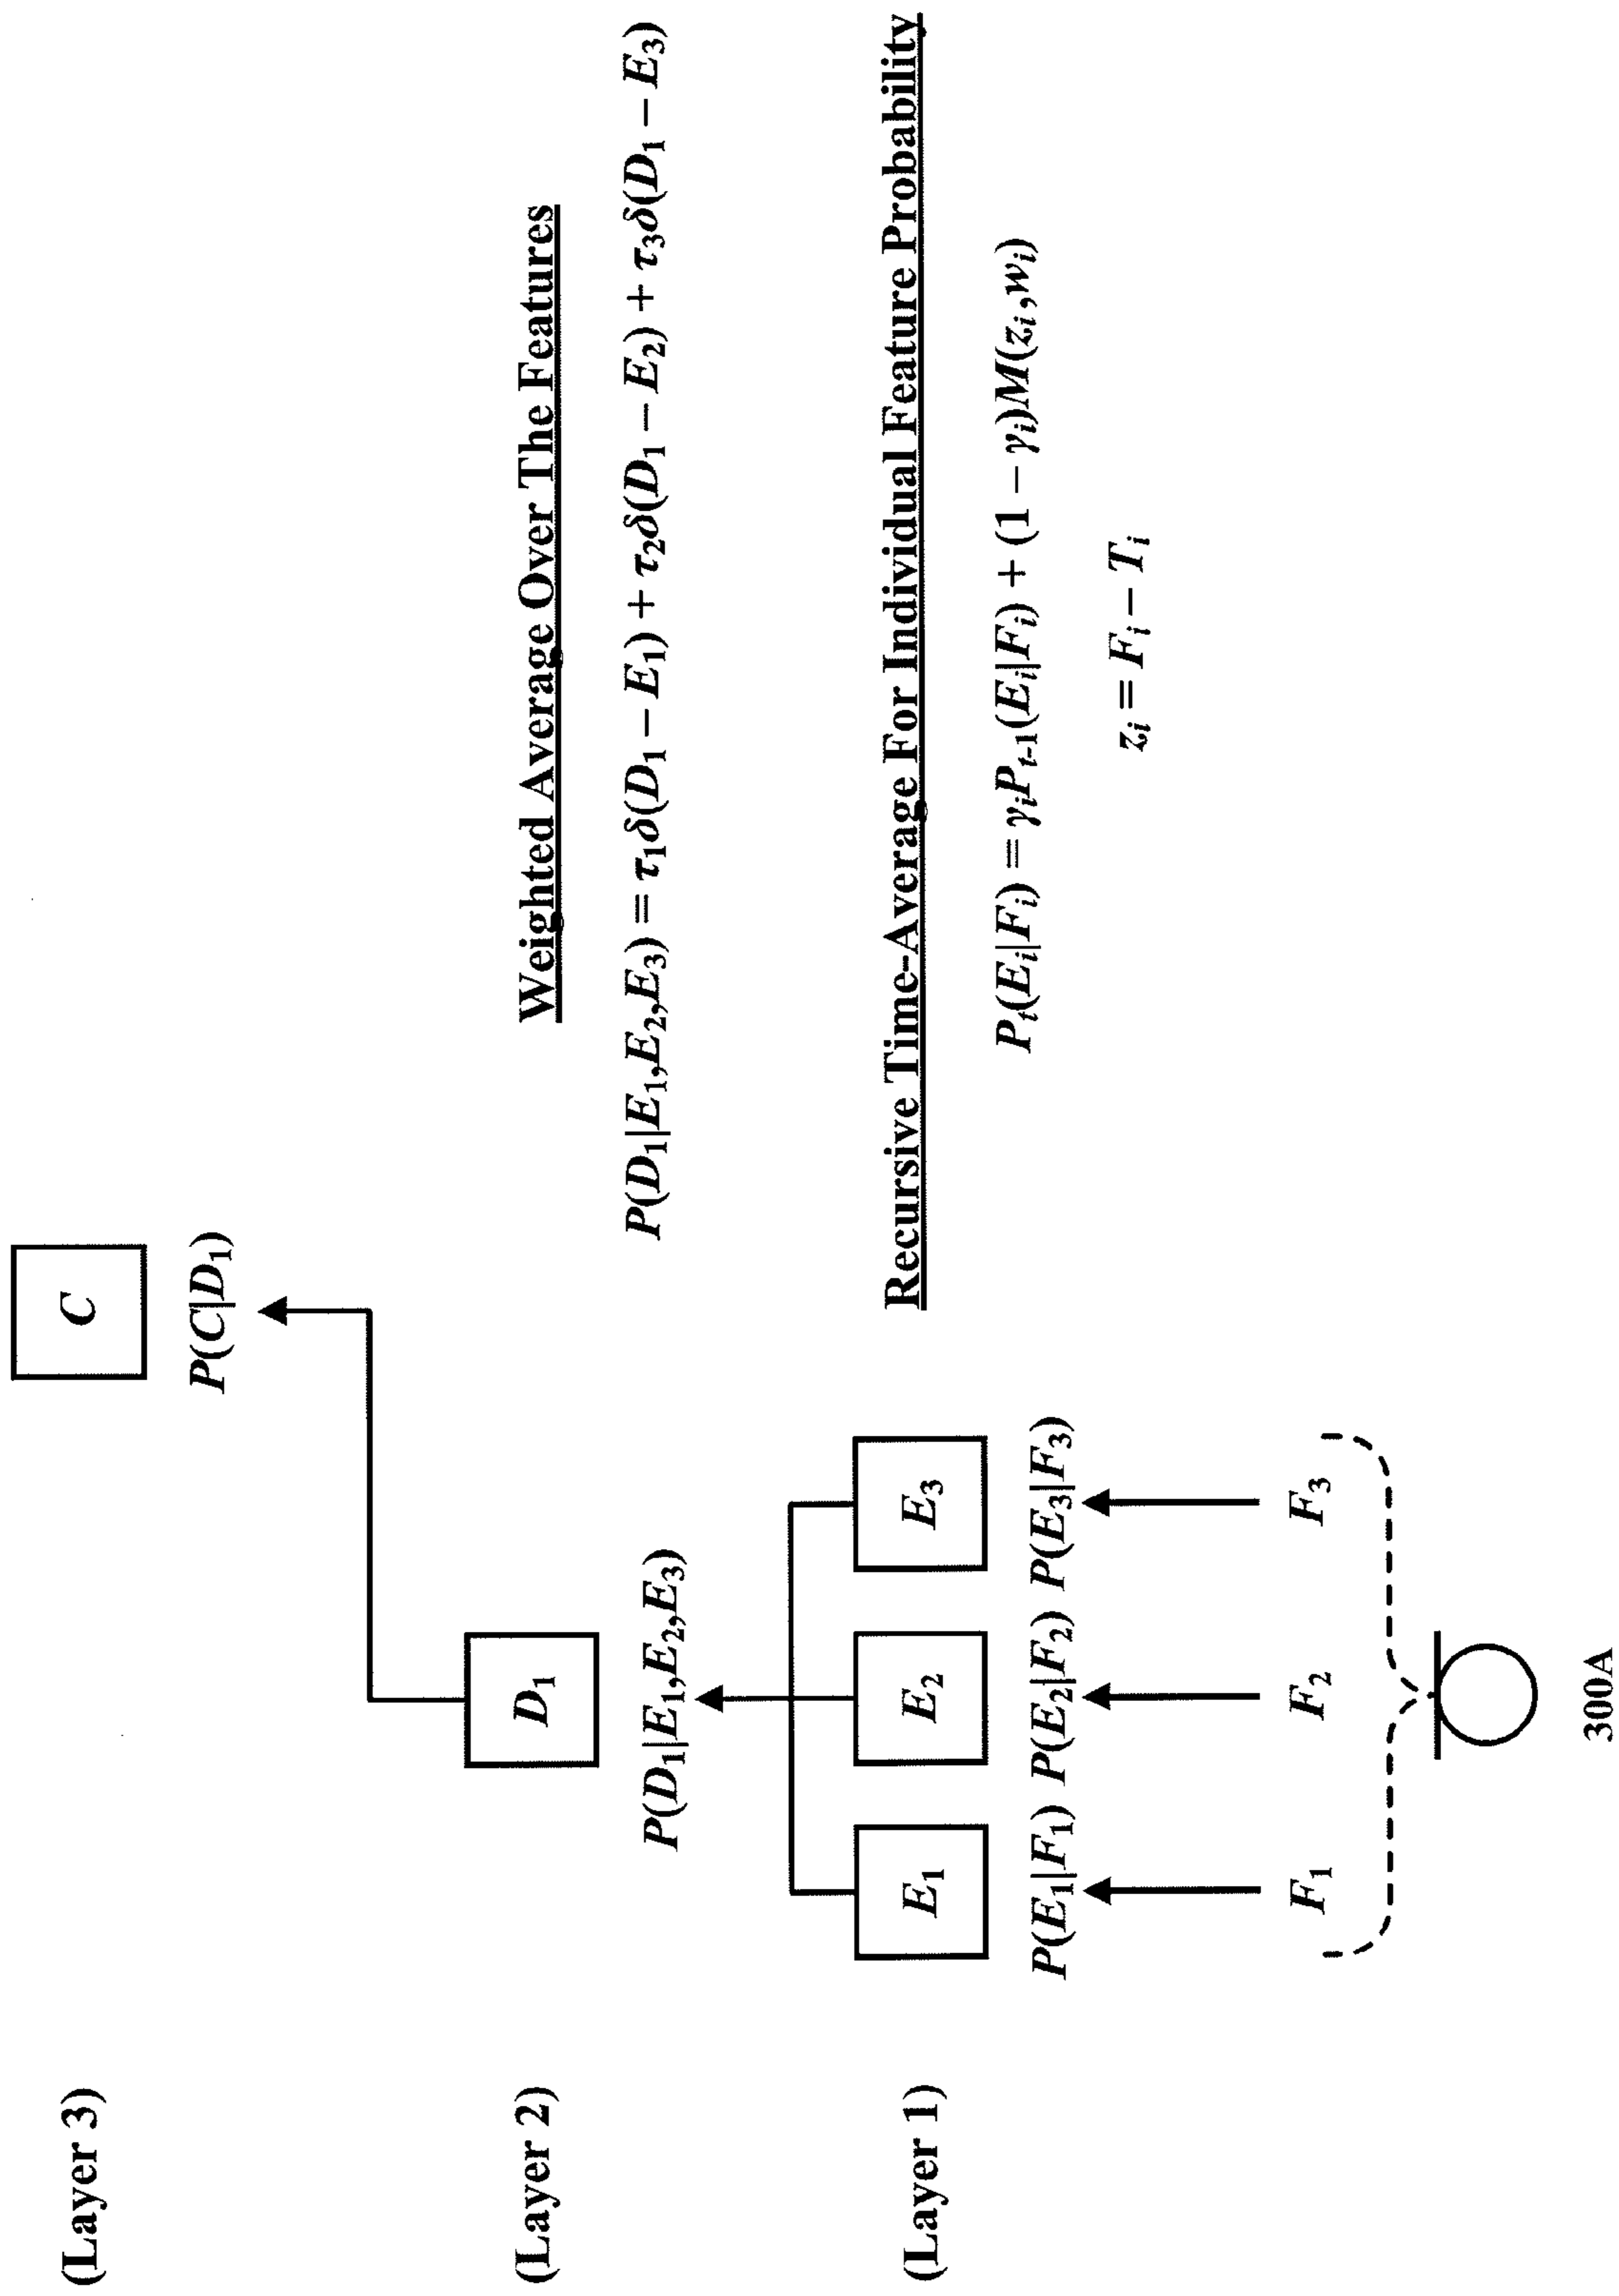 (Layer 3)
C
P(C|D₁)
(Layer 2)
D₁
Weighted Average Over The Features
P(D₁|E₁,E₂,E₃)
P(D₁|E₁,E₂,E₃) = τ₁δ(D₁ − E₁) + τ₂δ(D₁ − E₂) + τ₃δ(D₁ − E₃)
(Layer 1)
E₁ E₂ E₃
Recursive Time-Average For Individual Feature Probability
P(E₁|F₁) P(E₂|F₂) P(E₃|F₃)
Pₜ(Eᵢ|Fᵢ) = γᵢPₜ₋₁(Eᵢ|Fᵢ) + (1 − γᵢ)M(zᵢ,wᵢ)
zᵢ = Fᵢ − Tᵢ
F₁ F₂ F₃
300A